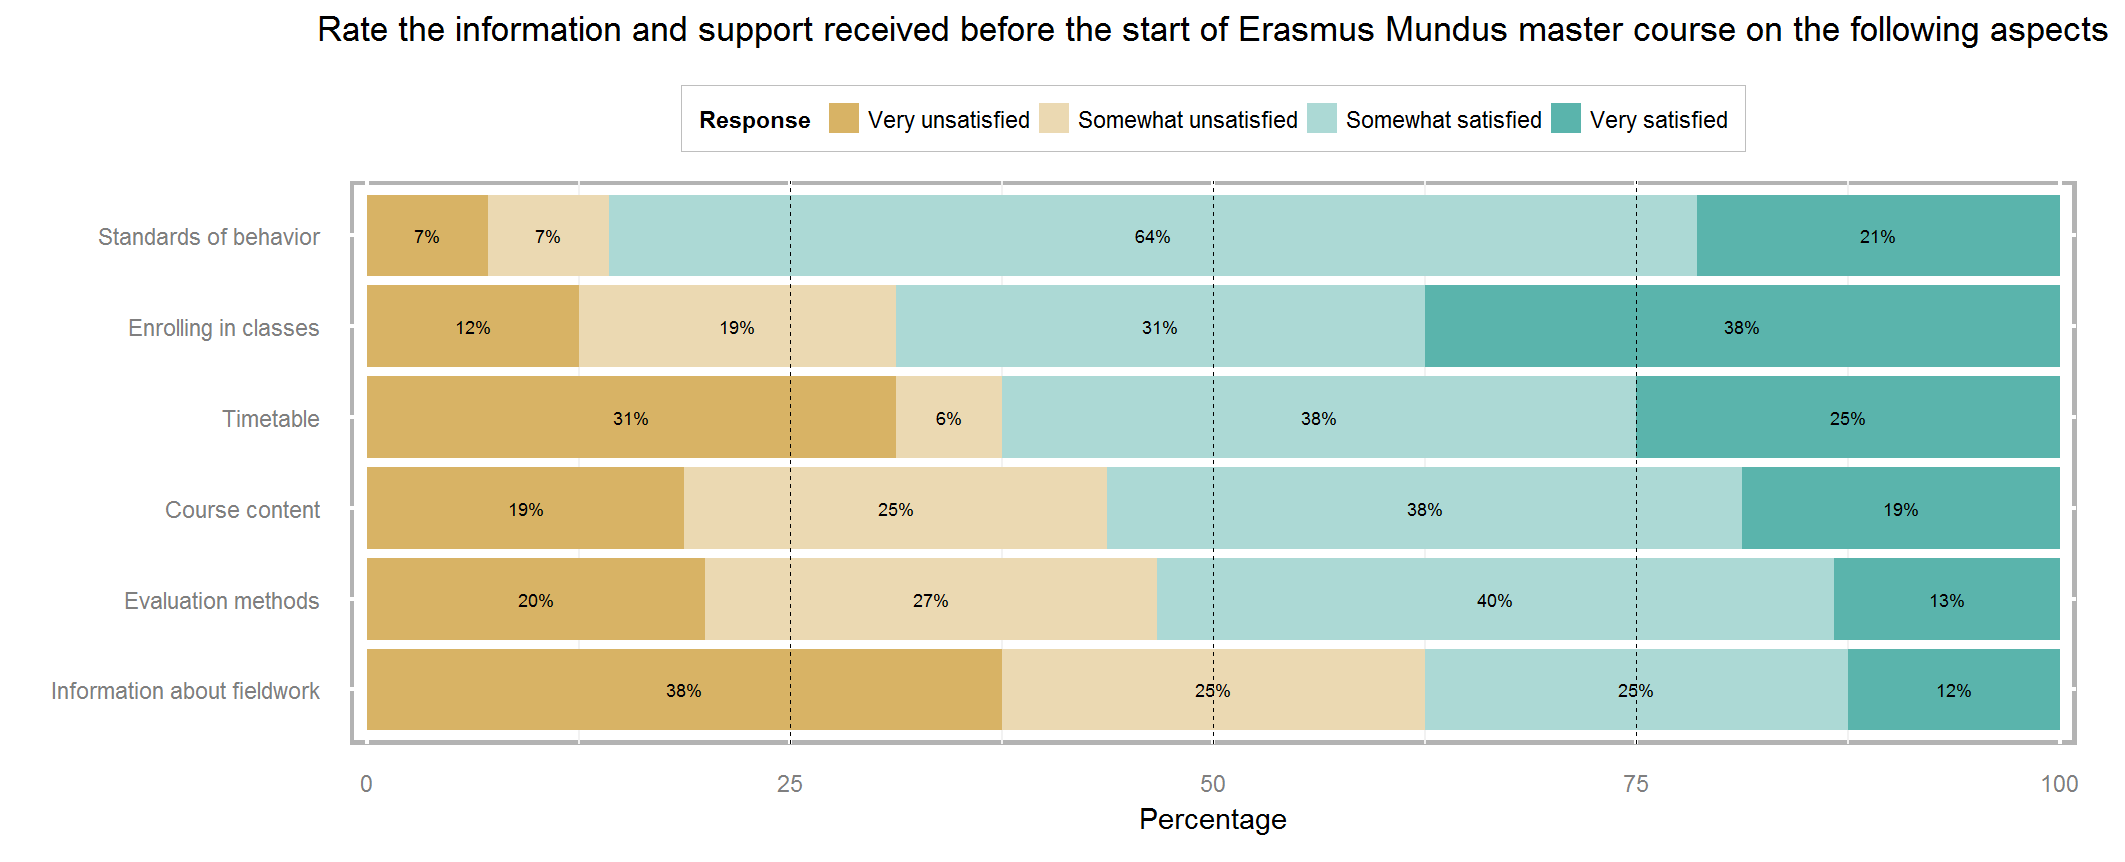 Rate the information and support received before the start of Erasmus Mundus master course on the following aspects
Response Very unsatisfied Somewhat unsatisfied Somewhat satisfied Very satisfied
Standards of behavior 7% 7% 64% 21%
Enrolling in classes 12% 19% 31% 38%
Timetable 31% 6% 38% 25%
Course content 19% 25% 38% 19%
Evaluation methods 20% 27% 40% 13%
Information about fieldwork 38% 25% 25% 12%
0 25 50 75 100
Percentage